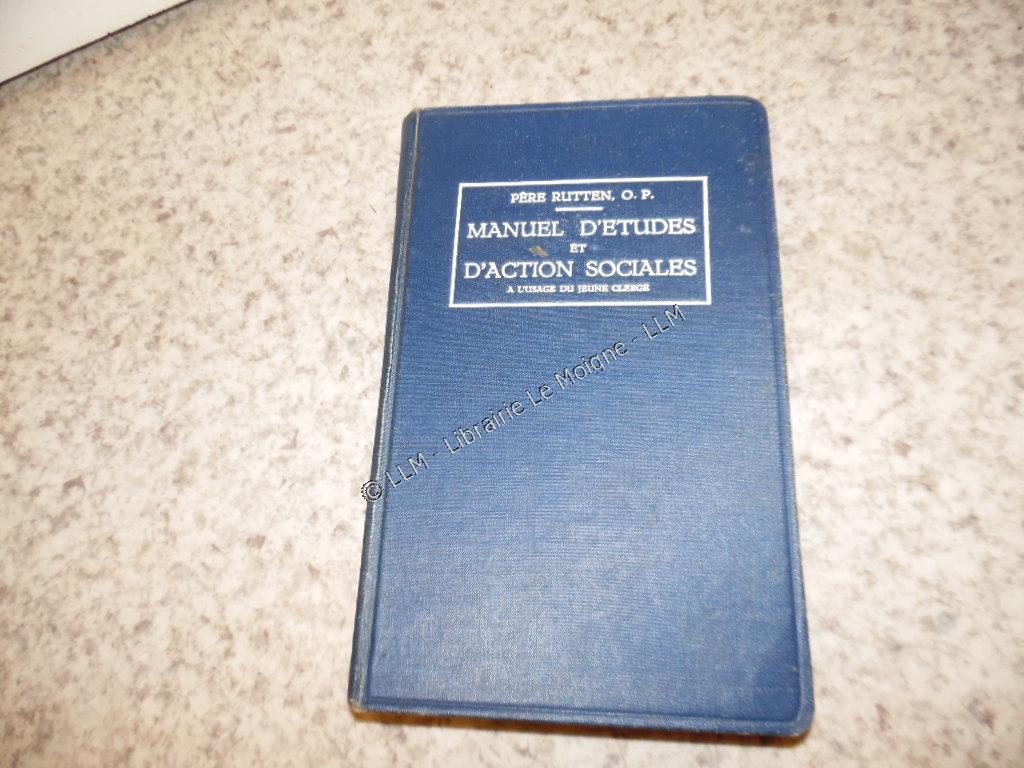 PÈRE RUTTEN, O. P.
MANUEL D'ETUDES
ET
D'ACTION SOCIALES
A L'USAGE DU JEUNE CLERGÉ
© LLM - Librairie Le Moigne - LLM